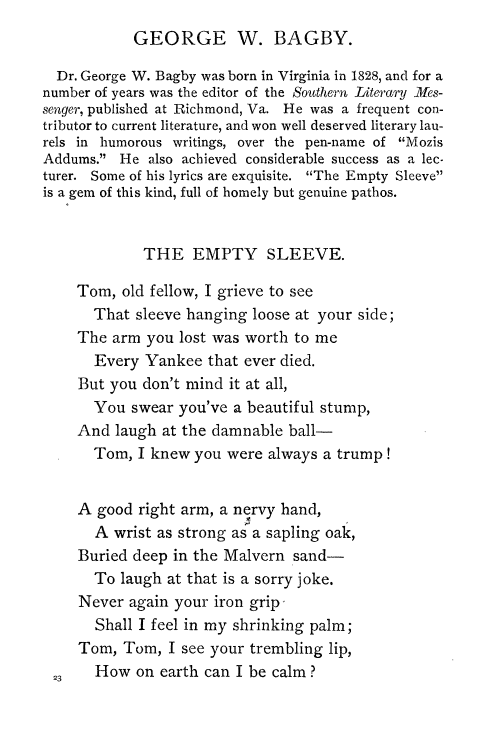 GEORGE W. BAGBY.
Dr. George W. Bagby was born in Virginia in 1828, and for a
number of years was the editor of the Southern Literary Mes-
senger, published at Richmond, Va. He was a frequent con-
tributor to current literature, and won well deserved literary lau-
rels in humorous writings, over the pen-name of "Mozis
Addums." He also achieved considerable success as a lec-
turer. Some of his lyrics are exquisite. "The Empty Sleeve"
is a gem of this kind, full of homely but genuine pathos.
THE EMPTY SLEEVE.
Tom, old fellow, I grieve to see
That sleeve hanging loose at your side;
The arm you lost was worth to me
Every Yankee that ever died.
But you don't mind it at all,
You swear you've a beautiful stump,
And laugh at the damnable ball—
Tom, I knew you were always a trump!
A good right arm, a nervy hand,
A wrist as strong as a sapling oak,
Buried deep in the Malvern sand—
To laugh at that is a sorry joke.
Never again your iron grip
Shall I feel in my shrinking palm;
Tom, Tom, I see your trembling lip,
How on earth can I be calm?
23